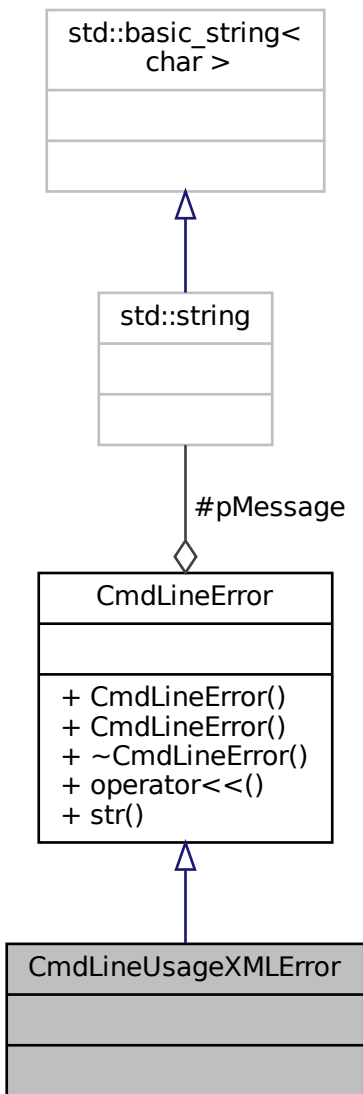 std::basic_string<
char >
std::string
#pMessage
CmdLineError
+ CmdLineError()
+ CmdLineError()
+ ~CmdLineError()
+ operator<<()
+ str()
CmdLineUsageXMLError